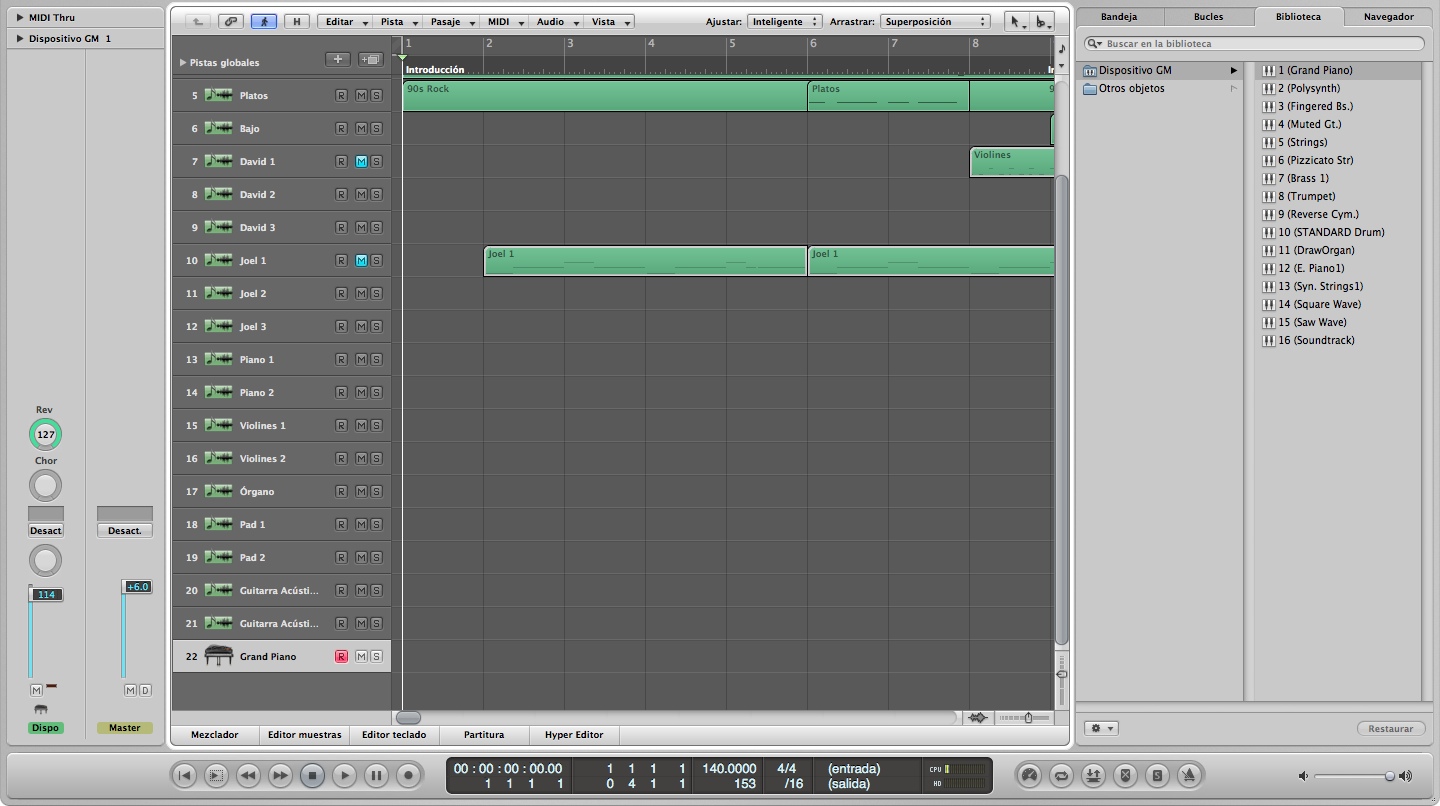 MIDI Thru
Dispositivo GM 1
H
Editar
Pista
Pasaje
MIDI
Audio
Vista
Ajustar: Inteligente
Arrastrar: Superposición
Bandeja
Bucles
Biblioteca
Navegador
Buscar en la biblioteca
Dispositivo GM
Otros objetos
1 (Grand Piano)
2 (Polysynth)
3 (Fingered Bs.)
4 (Muted Gt.)
5 (Strings)
6 (Pizzicato Str)
7 (Brass 1)
8 (Trumpet)
9 (Reverse Cym.)
10 (STANDARD Drum)
11 (DrawOrgan)
12 (E. Piano1)
13 (Syn. Strings1)
14 (Square Wave)
15 (Saw Wave)
16 (Soundtrack)
Restaurar
Pistas globales
1 2 3 4 5 6 7 8
Introducción
5 Platos R M S
90s Rock
Platos
9
6 Bajo R M S
7 David 1 R M S
Violines
8 David 2 R M S
9 David 3 R M S
10 Joel 1 R M S
Joel 1
Joel 1
11 Joel 2 R M S
12 Joel 3 R M S
13 Piano 1 R M S
14 Piano 2 R M S
15 Violines 1 R M S
16 Violines 2 R M S
17 Órgano R M S
18 Pad 1 R M S
19 Pad 2 R M S
20 Guitarra Acústi... R M S
21 Guitarra Acústi... R M S
22 Grand Piano R M S
Rev
127
Chor
Desact
Desact.
114
+6.0
M
M D
Dispo
Master
Mezclador
Editor muestras
Editor teclado
Partitura
Hyper Editor
00 : 00 : 00 : 00.00
1 1 1 1
1 1 1 1
0 4 1 1
140.0000
153
4/4
/16
(entrada)
(salida)
CPU
HD
S